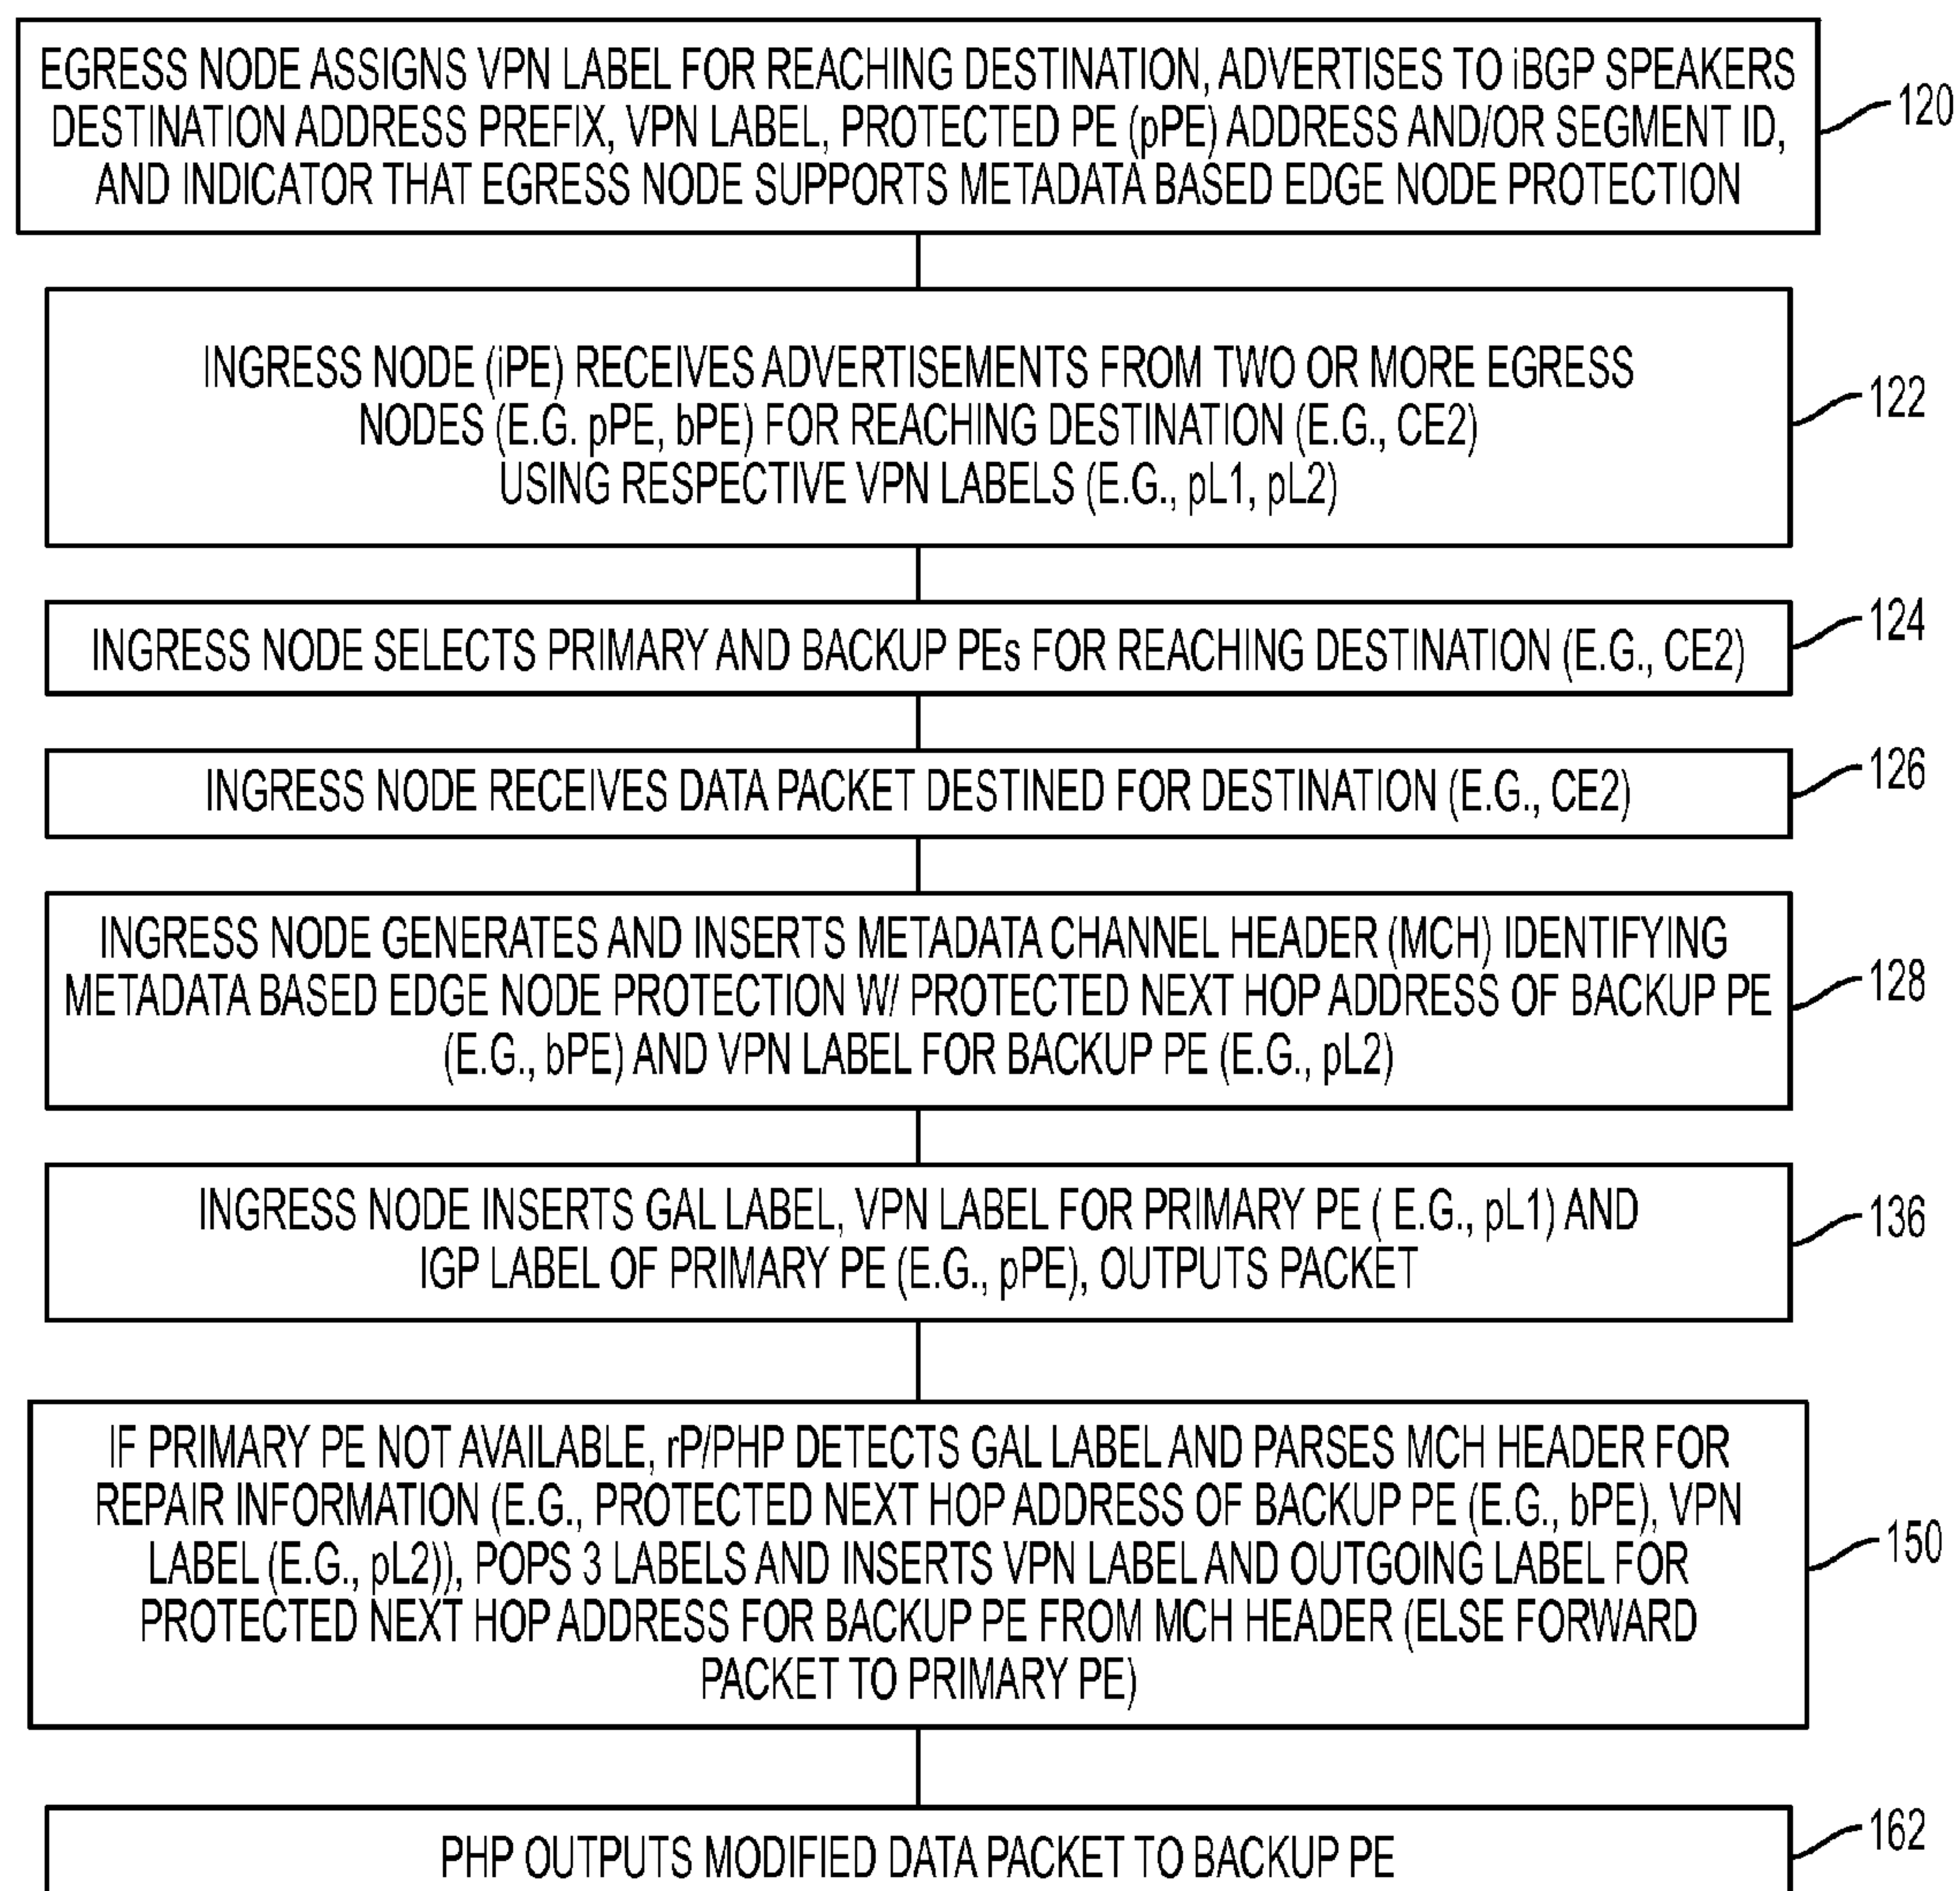 EGRESS NODE ASSIGNS VPN LABEL FOR REACHING DESTINATION, ADVERTISES TO iBGP SPEAKERS
DESTINATION ADDRESS PREFIX, VPN LABEL, PROTECTED PE (pPE) ADDRESS AND/OR SEGMENT ID,
AND INDICATOR THAT EGRESS NODE SUPPORTS METADATA BASED EDGE NODE PROTECTION
120
INGRESS NODE (iPE) RECEIVES ADVERTISEMENTS FROM TWO OR MORE EGRESS
NODES (E.G. pPE, bPE) FOR REACHING DESTINATION (E.G., CE2)
USING RESPECTIVE VPN LABELS (E.G., pL1, pL2)
122
INGRESS NODE SELECTS PRIMARY AND BACKUP PEs FOR REACHING DESTINATION (E.G., CE2)
124
INGRESS NODE RECEIVES DATA PACKET DESTINED FOR DESTINATION (E.G., CE2)
126
INGRESS NODE GENERATES AND INSERTS METADATA CHANNEL HEADER (MCH) IDENTIFYING
METADATA BASED EDGE NODE PROTECTION W/ PROTECTED NEXT HOP ADDRESS OF BACKUP PE
(E.G., bPE) AND VPN LABEL FOR BACKUP PE (E.G., pL2)
128
INGRESS NODE INSERTS GAL LABEL, VPN LABEL FOR PRIMARY PE ( E.G., pL1) AND
IGP LABEL OF PRIMARY PE (E.G., pPE), OUTPUTS PACKET
136
IF PRIMARY PE NOT AVAILABLE, rP/PHP DETECTS GAL LABEL AND PARSES MCH HEADER FOR
REPAIR INFORMATION (E.G., PROTECTED NEXT HOP ADDRESS OF BACKUP PE (E.G., bPE), VPN
LABEL (E.G., pL2)), POPS 3 LABELS AND INSERTS VPN LABEL AND OUTGOING LABEL FOR
PROTECTED NEXT HOP ADDRESS FOR BACKUP PE FROM MCH HEADER (ELSE FORWARD
PACKET TO PRIMARY PE)
150
PHP OUTPUTS MODIFIED DATA PACKET TO BACKUP PE
162